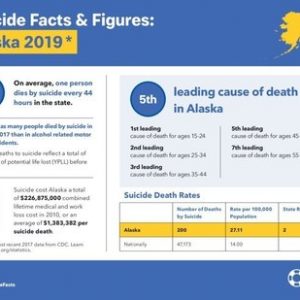 cide Facts & Figures:
ska 2019 *
On average, one person
dies by suicide every 44
hours in the state.
as many people died by suicide in
2017 than in alcohol related motor
idents.
deaths to suicide reflect a total of
of potential life lost (YPLL) before
Suicide cost Alaska a total
of $226,875,000 combined
lifetime medical and work
loss cost in 2010, or an
average of $1,383,382 per
suicide death.
5th
leading cause of death
in Alaska
1st leading
cause of death for ages 15-24
2nd leading
cause of death for ages 25-34
3rd leading
cause of death for ages 35-44
5th leading
cause of death for ages 45-
7th leading
cause of death for ages 55-
Suicide Death Rates
Number of Deaths
by Suicide
Rate per 100,000
Population
State R
Alaska
200
27.11
2
Nationally
47,173
14.00
ost recent 2017 data from CDC. Learn
.org/statistics.
eFacts